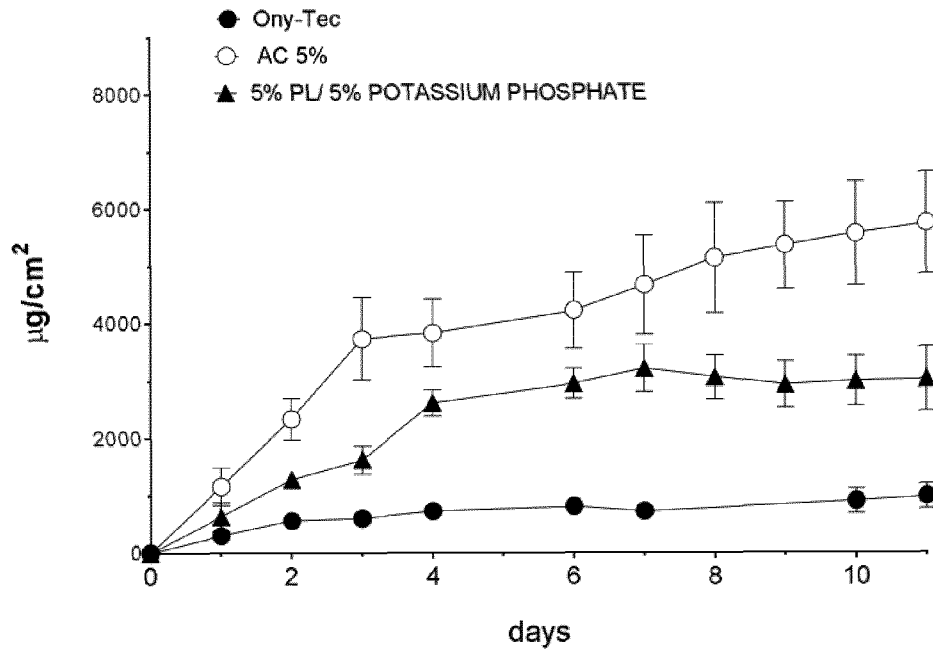 Ony-Tec
AC 5%
5% PL/ 5% POTASSIUM PHOSPHATE
8000
6000
4000
2000
0
µg/cm²
0 2 4 6 8 10
days